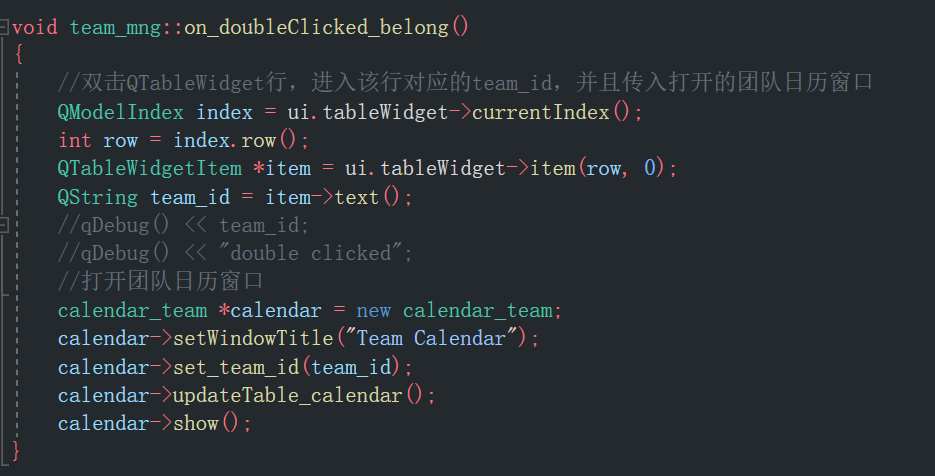 void team_mng::on_doubleClicked_belong()
{
    //双击QTableWidget行，进入该行对应的team_id，并且传入打开的团队日历窗口
    QModelIndex index = ui.tableWidget->currentIndex();
    int row = index.row();
    QTableWidgetItem *item = ui.tableWidget->item(row, 0);
    QString team_id = item->text();
    //qDebug() << team_id;
    //qDebug() << "double clicked";
    //打开团队日历窗口
    calendar_team *calendar = new calendar_team;
    calendar->setWindowTitle("Team Calendar");
    calendar->set_team_id(team_id);
    calendar->updateTable_calendar();
    calendar->show();
}